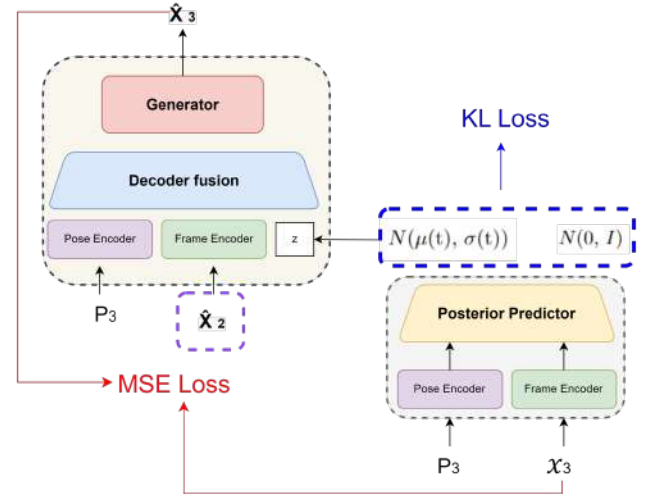 X̂ 3
Generator
Decoder fusion
Pose Encoder
Frame Encoder
z
P3
X̂ 2
MSE Loss
KL Loss
N(μ(t), σ(t))
N(0, I)
Posterior Predictor
Pose Encoder
Frame Encoder
P3
x3